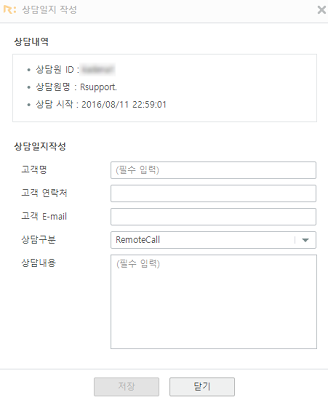 상담일지 작성
상담내역
• 상담원 ID :
• 상담원명 : Rsupport.
• 상담 시작 : 2016/08/11 22:59:01
상담일지작성
고객명 (필수 입력)
고객 연락처
고객 E-mail
상담구분 RemoteCall
상담내용 (필수 입력)
저장 닫기